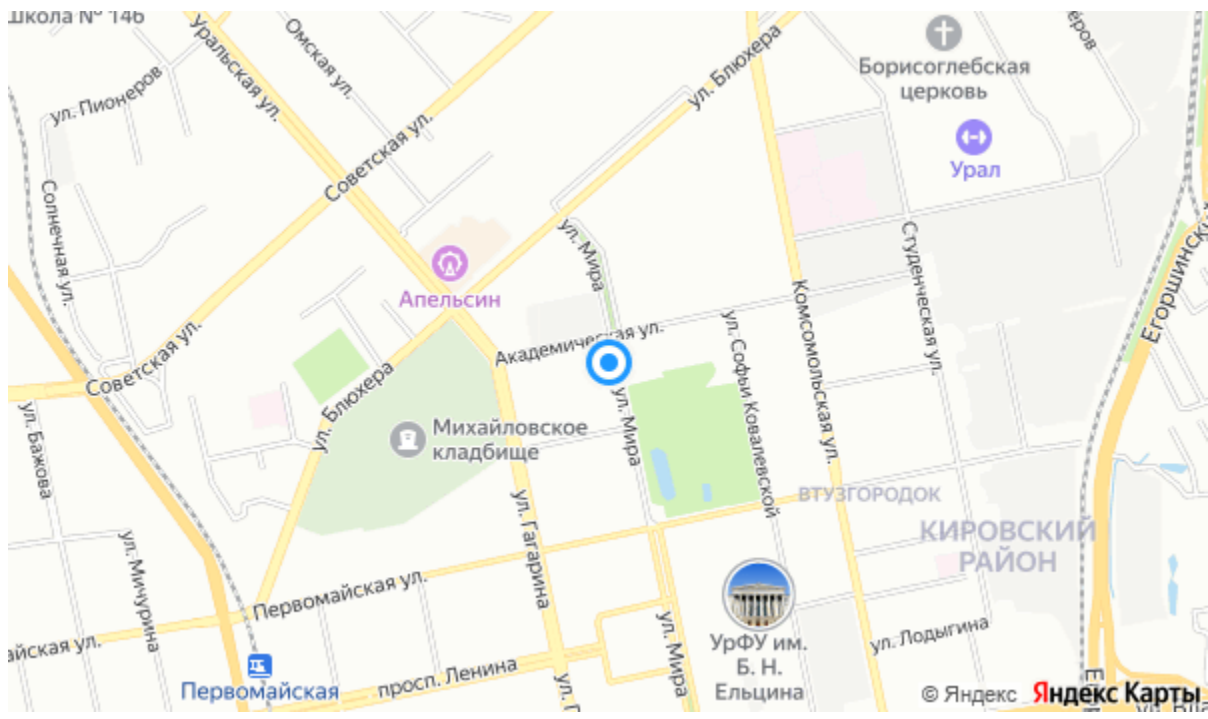 Школа № 146
Уральская ул.
Омская ул.
ул. Пионеров
Советская ул.
ул. Блюхера
Борисоглебская
церковь
Урал
Солнечная ул.
ул. Мира
Студенческая ул.
Апельсин
Комсомольская ул.
Академическая ул.
ул. Софьи Ковалевской
Советская ул.
ул. Блюхера
ул. Мира
Михайловское
кладбище
ул. Бажова
ВТУЗГОРОДОК
КИРОВСКИЙ
РАЙОН
ул. Гагарина
ул. Мичурина
Первомайская ул.
ул. Мира
УрФУ им.
Б. Н.
Ельцина
ул. Лодыгина
Первомайская
просп. Ленина
© Яндекс Яндекс Карты